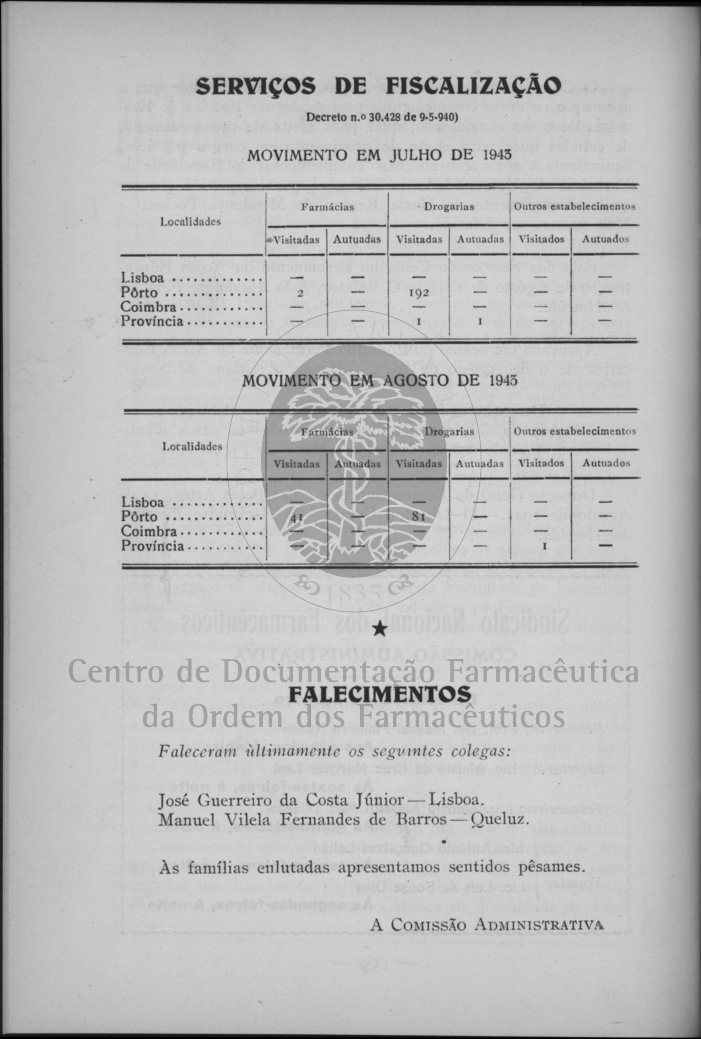 SERVIÇOS DE FISCALIZAÇÃO
Decreto n.º 30.428 de 9-5-940)
MOVIMENTO EM JULHO DE 1943
Localidades Farmácias Drogarias Outros estabelecimentos
Visitadas Autuadas Visitadas Autuadas Visitados Autuados
Lisboa ............ — — — — — —
Pôrto ............ 2 — 192 — — —
Coimbra ........... — — — — — —
Província ........... — — 1 1 — —
MOVIMENTO EM AGOSTO DE 1943
Localidades Farmácias Drogarias Outros estabelecimentos
Visitadas Autuadas Visitadas Autuadas Visitados Autuados
Lisboa ............ — — — — — —
Pôrto ............ 41 — 81 — — —
Coimbra ........... — — — — — —
Província ........... — — — — 1 —
1835
★
Centro de Documentação Farmacêutica
FALECIMENTOS
da Ordem dos Farmacêuticos
Faleceram ùltimamente os seguintes colegas:
José Guerreiro da Costa Júnior — Lisboa.
Manuel Vilela Fernandes de Barros — Queluz.
Às famílias enlutadas apresentamos sentidos pêsames.
A COMISSÃO ADMINISTRATIVA